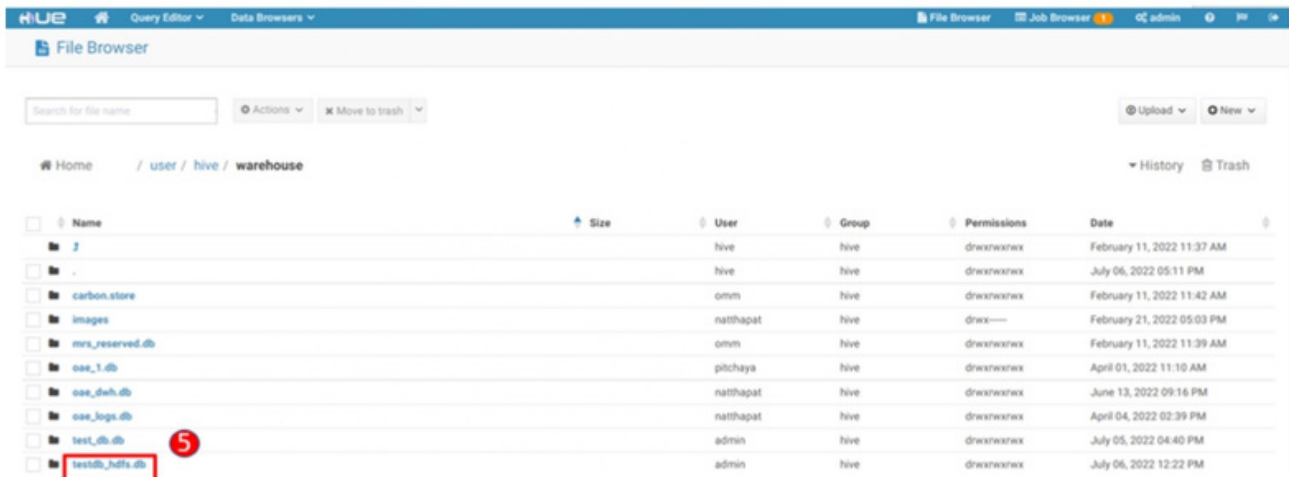 HUE Query Editor Data Browsers File Browser Job Browser 1 admin
File Browser
Search for file name Actions Move to trash Upload New
Home / user / hive / warehouse History Trash
Name Size User Group Permissions Date
hive hive drwxrwxrwx February 11, 2022 11:37 AM
. hive hive drwxrwxrwx July 06, 2022 05:11 PM
carbon.store omm hive drwxrwxrwx February 11, 2022 11:42 AM
images natthapat hive drwx------ February 21, 2022 05:03 PM
mrs_reserved.db omm hive drwxrwxrwx February 11, 2022 11:39 AM
oae_1.db pitchaya hive drwxrwxrwx April 01, 2022 11:10 AM
oae_dwh.db natthapat hive drwxrwxrwx June 13, 2022 09:16 PM
oae_logs.db natthapat hive drwxrwxrwx April 04, 2022 02:39 PM
test_db.db admin hive drwxrwxrwx July 05, 2022 04:40 PM
5
testdb_hdfs.db admin hive drwxrwxrwx July 06, 2022 12:22 PM